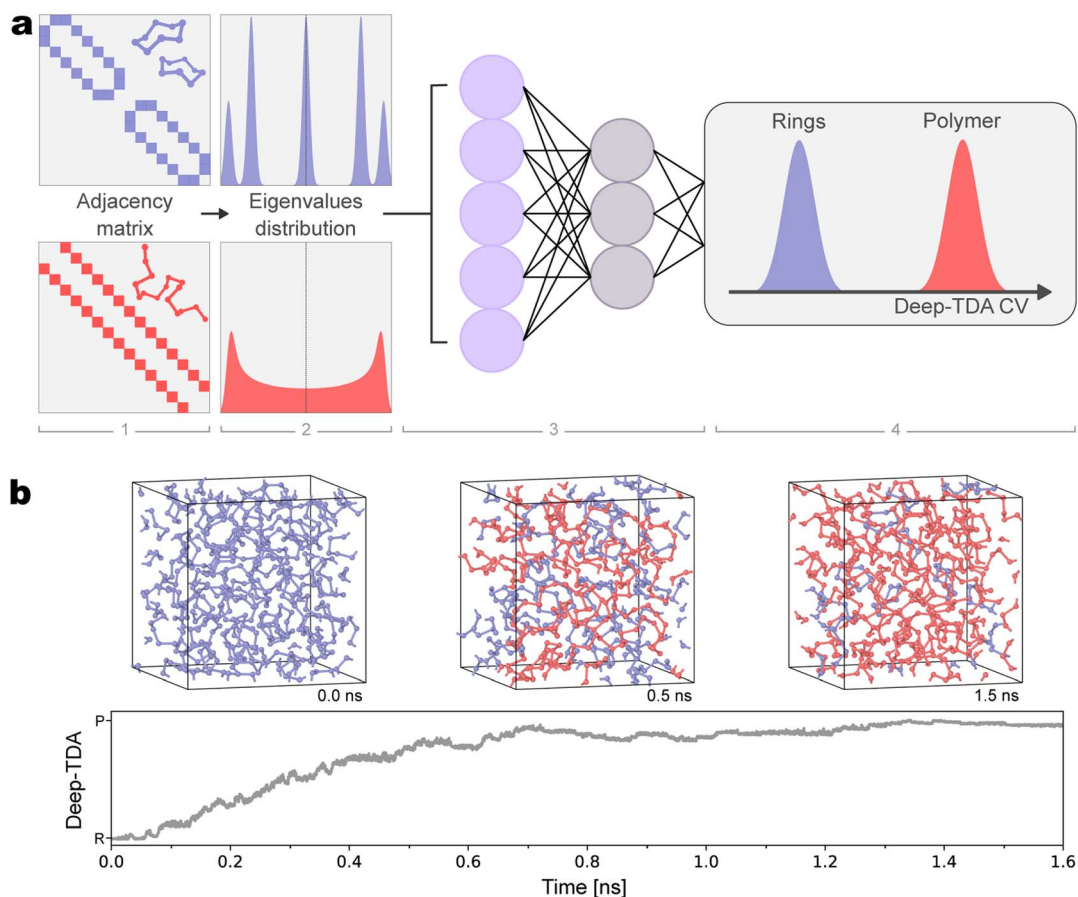 a
Adjacency
matrix
Eigenvalues
distribution
Rings
Polymer
Deep-TDA CV
1
2
3
4
b
0.0 ns
0.5 ns
1.5 ns
P
R
Deep-TDA
0.0
0.2
0.4
0.6
0.8
1.0
1.2
1.4
1.6
Time [ns]